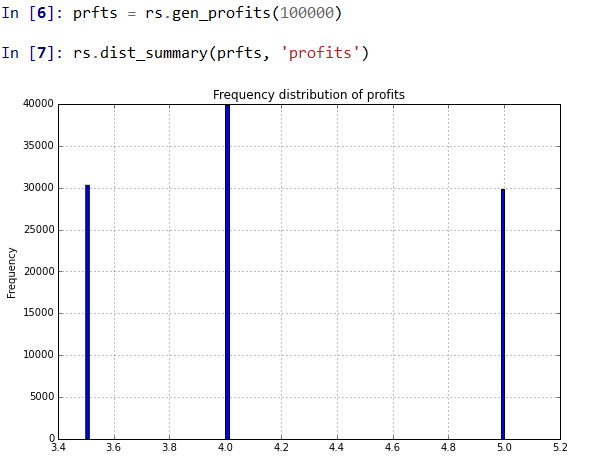 In [6]: prfts = rs.gen_profits(100000)
In [7]: rs.dist_summary(prfts, 'profits')
Frequency distribution of profits
40000
35000
30000
25000
20000
15000
10000
5000
0
Frequency
3.4 3.6 3.8 4.0 4.2 4.4 4.6 4.8 5.0 5.2